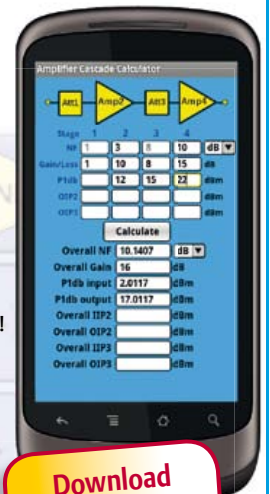 Amplifier Cascade Calculator
Att1 Amp2 Att3 Amp4
Stage 1 2 3 4
NF 1 3 8 10 dB
Gain/Loss 1 10 8 15 dB
P1db 12 15 22 dBm
OIP2 dBm
OIP3 dBm
Calculate
Overall NF 10.1407 dB
Overall Gain 16 dB
P1db input 2.0117 dBm
P1db output 17.0117 dBm
Overall IIP2 dBm
Overall OIP2 dBm
Overall IIP3 dBm
Overall OIP3 dBm
!
Download